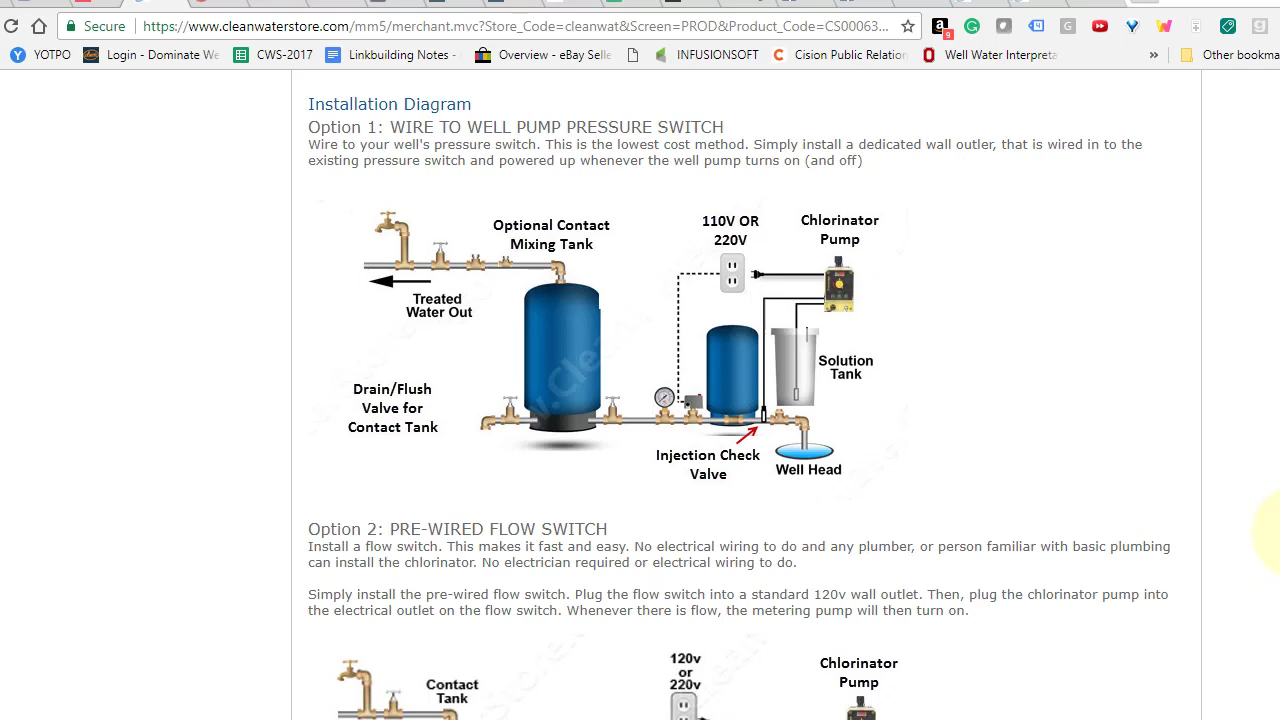 Secure
https://www.cleanwaterstore.com/mm5/merchant.mvc?Store_Code=cleanwat&Screen=PROD&Product_Code=CS00063...
9
YOTPO
Login - Dominate We
CWS-2017
Linkbuilding Notes -
Overview - eBay Selle
INFUSIONSOFT
Cision Public Relation
Well Water Interpreta
»
Other bookma
Installation Diagram
Option 1: WIRE TO WELL PUMP PRESSURE SWITCH
Wire to your well's pressure switch. This is the lowest cost method. Simply install a dedicated wall outler, that is wired in to the
existing pressure switch and powered up whenever the well pump turns on (and off)
Optional Contact
Mixing Tank
110V OR
220V
Chlorinator
Pump
Treated
Water Out
Solution
Tank
Drain/Flush
Valve for
Contact Tank
Injection Check
Valve
Well Head
Option 2: PRE-WIRED FLOW SWITCH
Install a flow switch. This makes it fast and easy. No electrical wiring to do and any plumber, or person familiar with basic plumbing
can install the chlorinator. No electrician required or electrical wiring to do.
Simply install the pre-wired flow switch. Plug the flow switch into a standard 120v wall outlet. Then, plug the chlorinator pump into
the electrical outlet on the flow switch. Whenever there is flow, the metering pump will then turn on.
Contact
Tank
120v
or
220v
Chlorinator
Pump